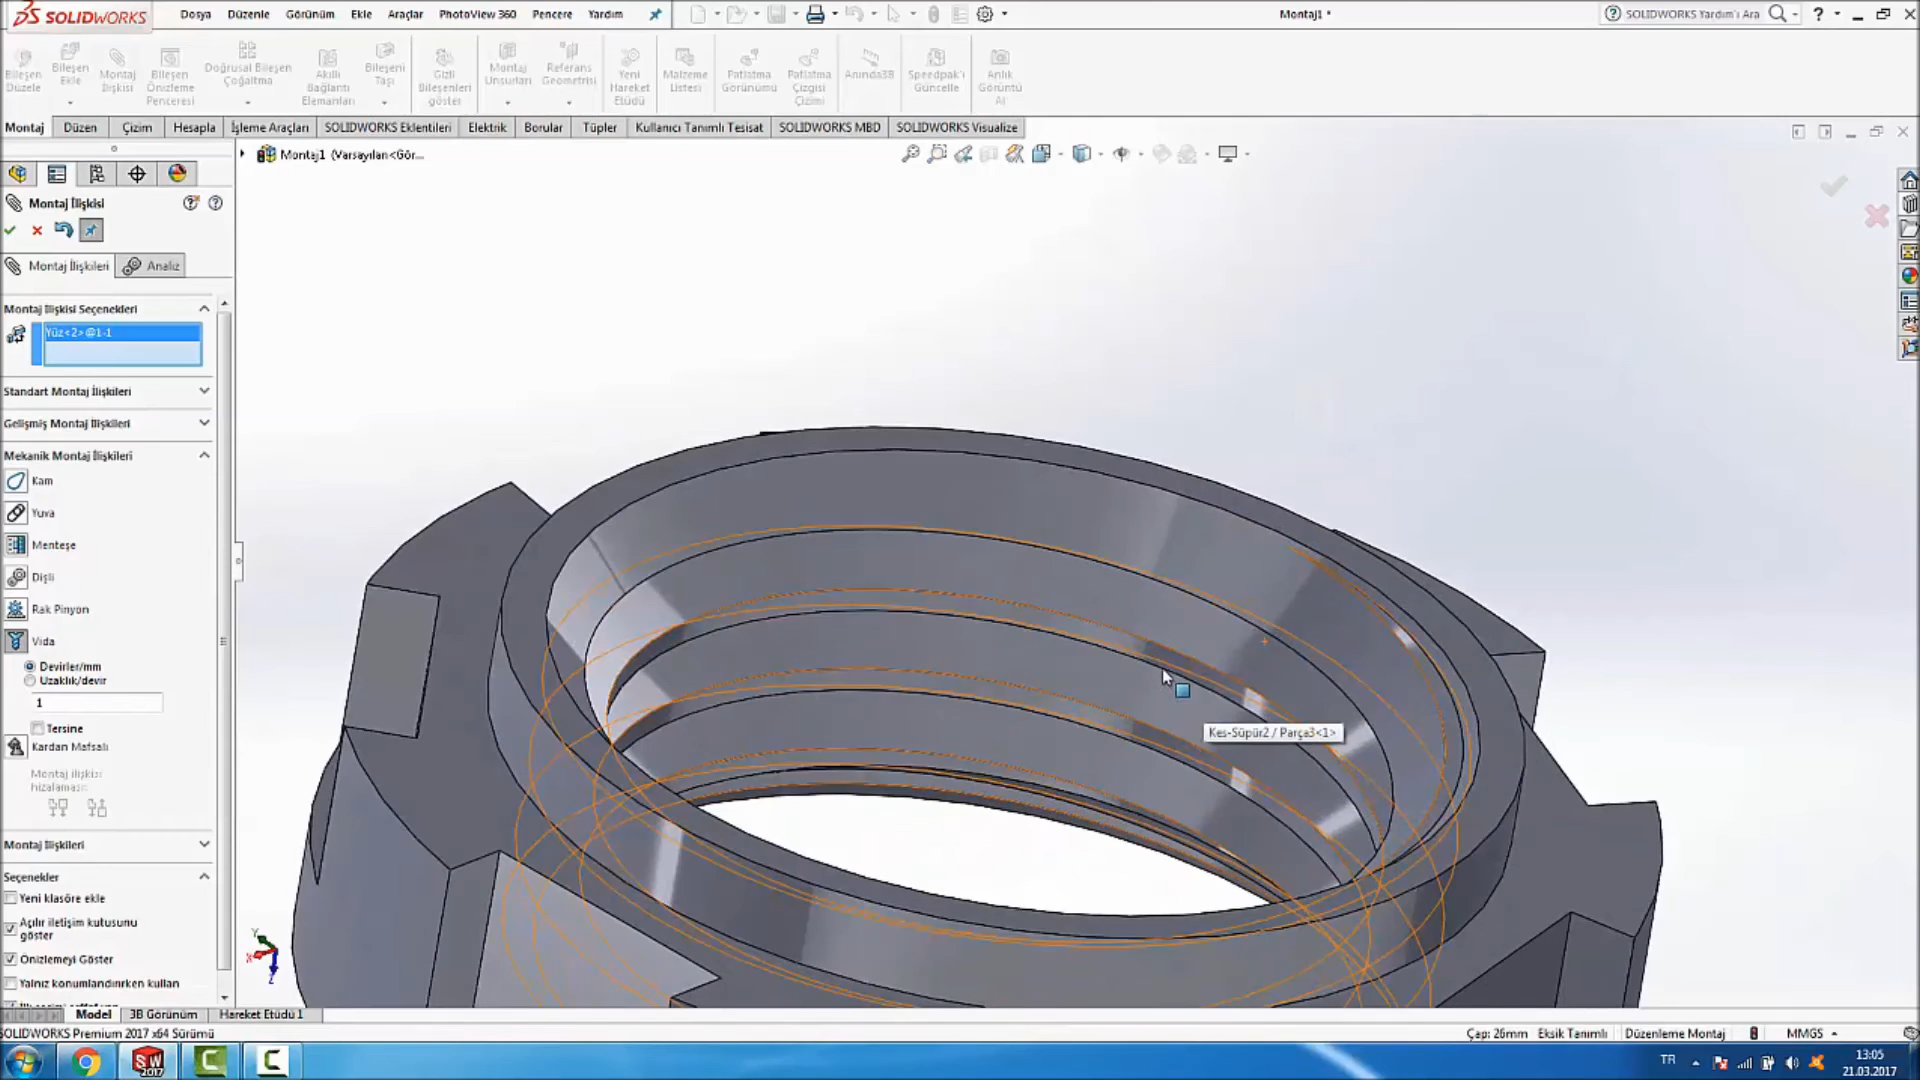 SOLIDWORKS
Dosya Düzenle Görünüm Ekle Araçlar PhotoView 360 Pencere Yardım
Montaj1 *
SOLIDWORKS Yardım'ı Ara
Bileşen Düzele
Bileşen Ekle
Montaj İlişkisi
Bileşen Önizleme Penceresi
Doğrusal Bileşen Çoğaltma
Akıllı Bağlantı Elemanları
Bileşeni Taşı
Gizli Bileşenleri göster
Montaj Unsurları
Referans Geometrisi
Yeni Hareket Etüdü
Malzeme Listesi
Patlatma Görünümü
Patlatma Çizgisi Çizimi
Anında3B
Speedpak'ı Güncelle
Anlık Görüntü Al
Montaj Düzen Çizim Hesapla İşleme Araçları SOLIDWORKS Eklentileri Elektrik Borular Tüpler Kullanıcı Tanımlı Tesisat SOLIDWORKS MBD SOLIDWORKS Visualize
Montaj1 (Varsayılan<Gör...
Montaj İlişkisi
Montaj İlişkileri Analiz
Montaj İlişkisi Seçenekleri
Yüz<2>@1-1
Standart Montaj İlişkileri
Gelişmiş Montaj İlişkileri
Mekanik Montaj İlişkileri
Kam
Yuva
Menteşe
Dişli
Rak Pinyon
Vida
Devirler/mm
Uzaklık/devir
1
Tersine
Kardan Mafsalı
Montaj ilişkisi hizalaması:
Montaj İlişkileri
Seçenekler
Yeni klasöre ekle
Açılır iletişim kutusunu göster
Önizlemeyi Göster
Yalnız konumlandırırken kullan
Kes-Süpür2 / Parça3<1>
Y
X
Z
Model 3B Görünüm Hareket Etüdü 1
SOLIDWORKS Premium 2017 x64 Sürümü
Çap: 26mm Eksik Tanımlı Düzenleme Montaj MMGS
TR
13:05
21.03.2017